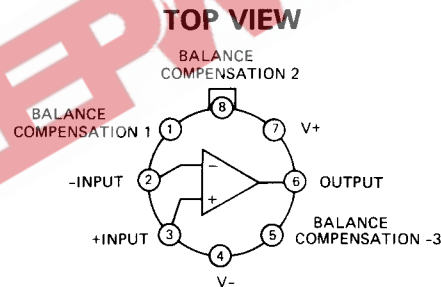 TOP VIEW
BALANCE
COMPENSATION 2
8
BALANCE
COMPENSATION 1
1
7
V+
-INPUT
2
−
6
OUTPUT
+
+INPUT
3
5
BALANCE
COMPENSATION -3
4
V-